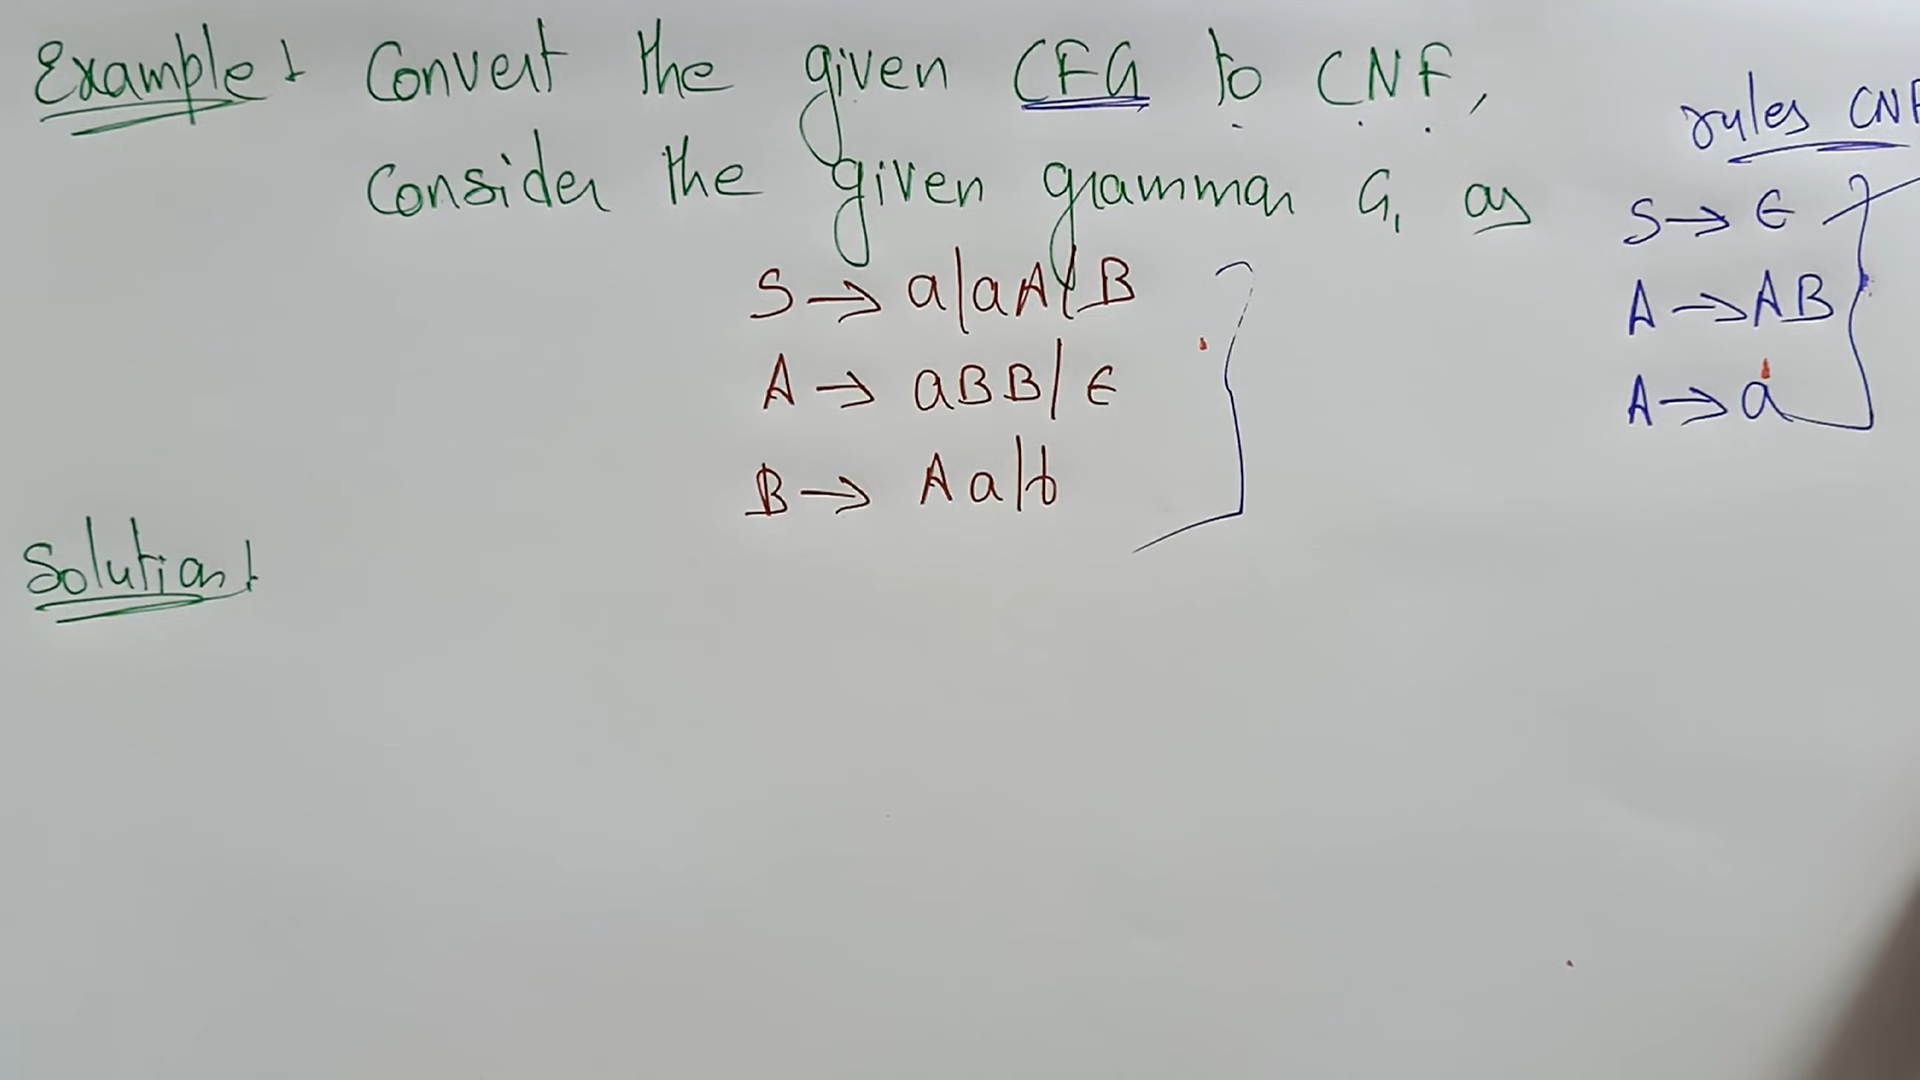 Example: Convert the given CFG to CNF,
Consider the given grammar G, as
S → a|aA|B
A → aBB|ϵ
B → Aa|b
rules CNF
S → ϵ
A → AB
A → a
Solution: